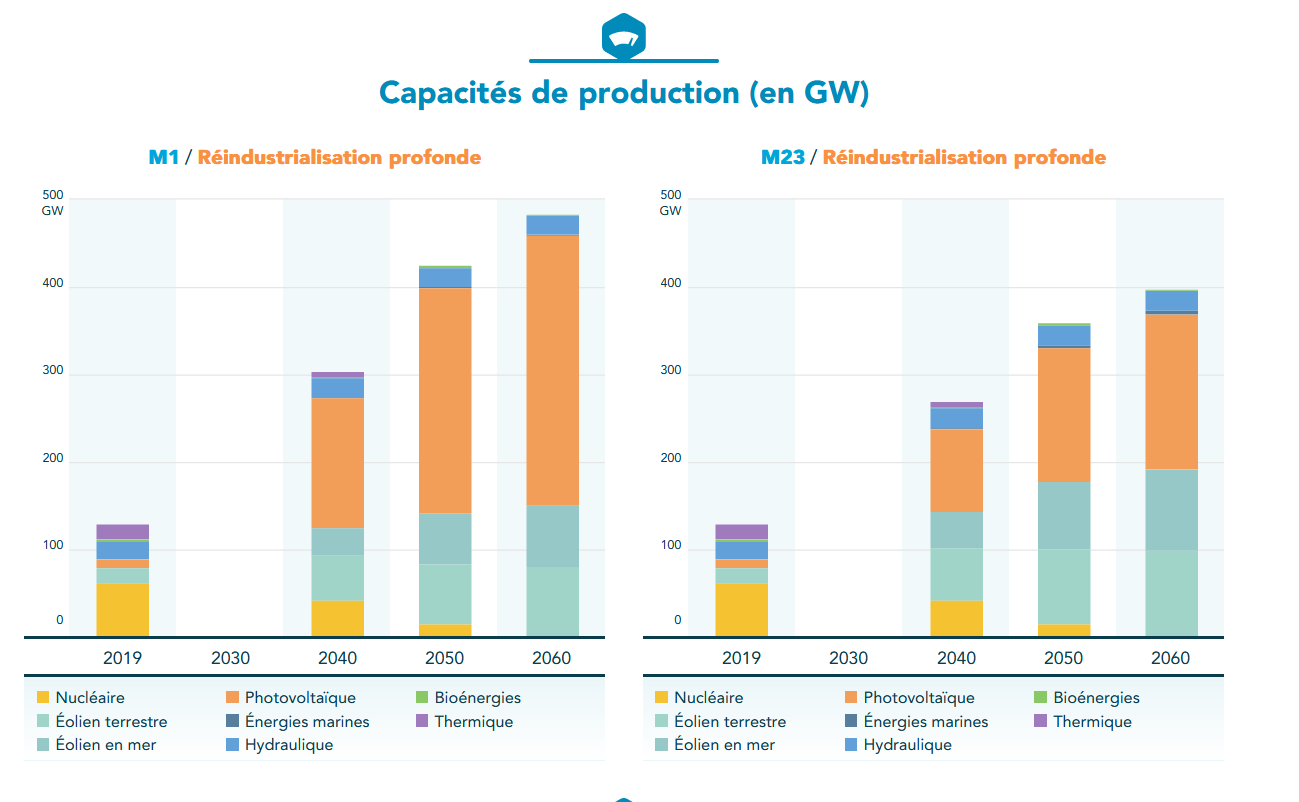 Capacités de production (en GW)
M1 / Réindustrialisation profonde
500
GW
400
300
200
100
0
2019 2030 2040 2050 2060
Nucléaire Photovoltaïque Bioénergies
Éolien terrestre Énergies marines Thermique
Éolien en mer Hydraulique
M23 / Réindustrialisation profonde
500
GW
400
300
200
100
0
2019 2030 2040 2050 2060
Nucléaire Photovoltaïque Bioénergies
Éolien terrestre Énergies marines Thermique
Éolien en mer Hydraulique